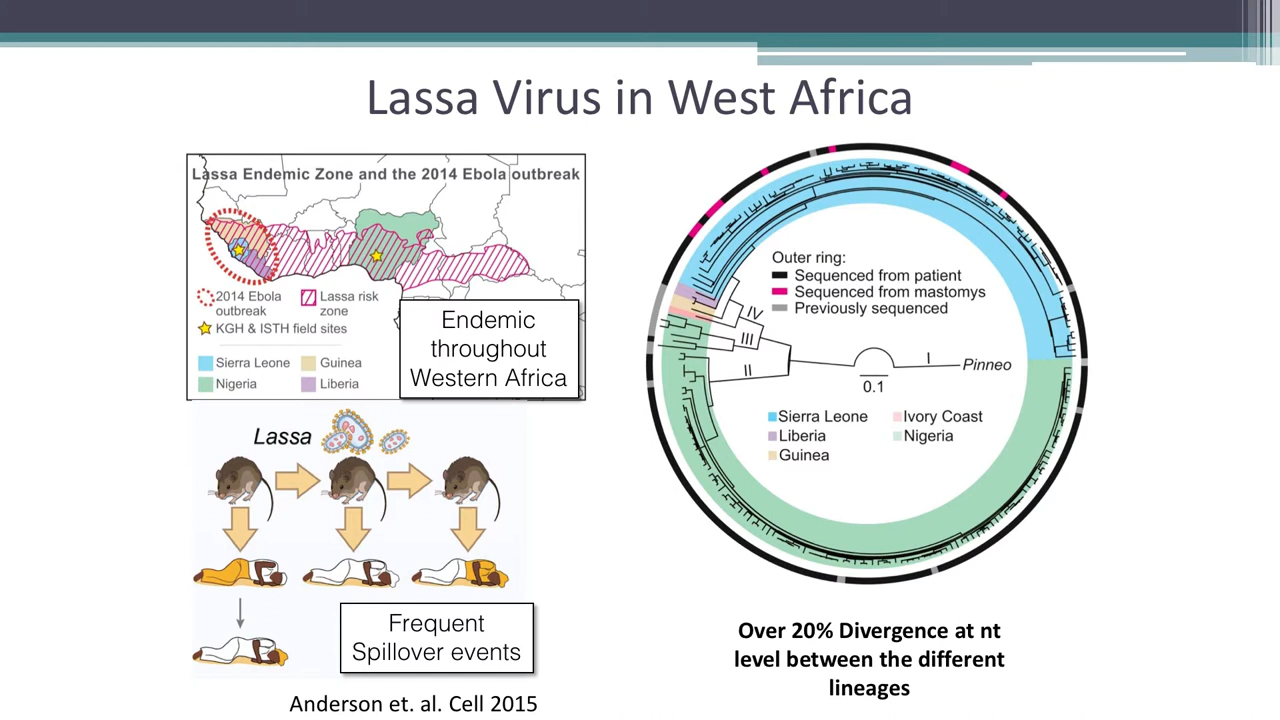 Lassa Virus in West Africa
Lassa Endemic Zone and the 2014 Ebola outbreak
2014 Ebola
outbreak
Lassa risk
zone
KGH & ISTH field sites
Sierra Leone
Guinea
Nigeria
Liberia
Endemic
throughout
Western Africa
Lassa
Frequent
Spillover events
Anderson et. al. Cell 2015
Outer ring:
Sequenced from patient
Sequenced from mastomys
Previously sequenced
IV
III
II
I
Pinneo
0.1
Sierra Leone
Ivory Coast
Liberia
Nigeria
Guinea
Over 20% Divergence at nt
level between the different
lineages